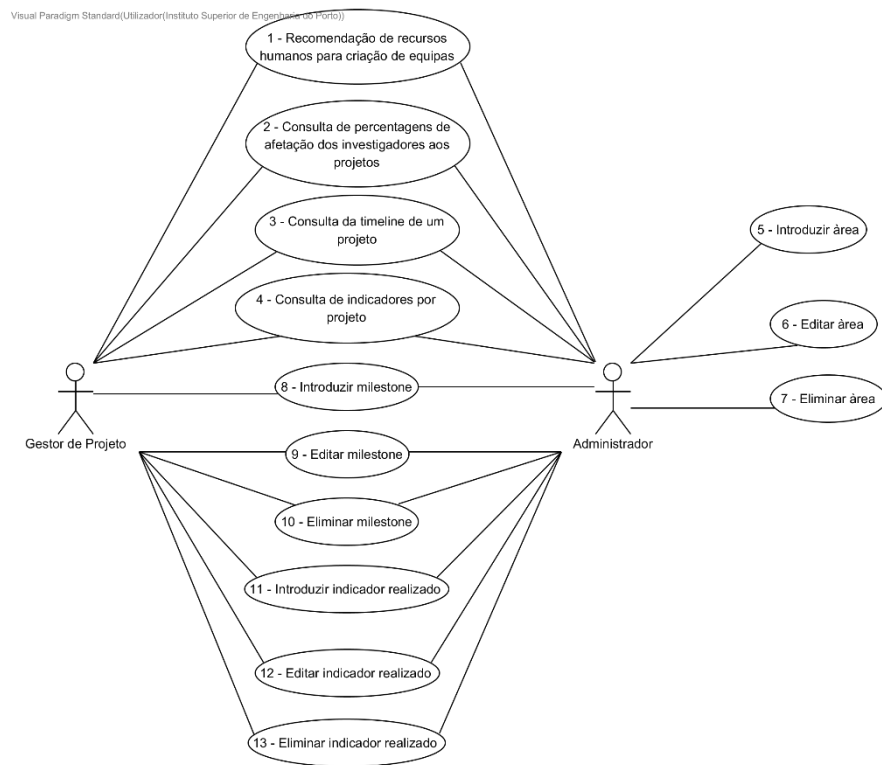 Visual Paradigm Standard(Utilizador(Instituto Superior de Engenharia do Porto))
1 - Recomendação de recursos
humanos para criação de equipas
2 - Consulta de percentagens de
afetação dos investigadores aos
projetos
3 - Consulta da timeline de um
projeto
4 - Consulta de indicadores por
projeto
5 - Introduzir àrea
6 - Editar àrea
7 - Eliminar àrea
8 - Introduzir milestone
Gestor de Projeto
Administrador
9 - Editar milestone
10 - Eliminar milestone
11 - Introduzir indicador realizado
12 - Editar indicador realizado
13 - Eliminar indicador realizado